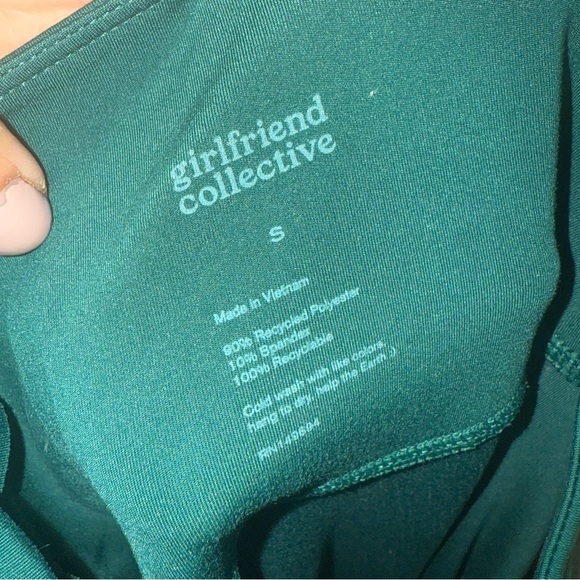 girlfriend
collective
S
Made in Vietnam
90% Recycled Polyester
10% Spandex
100% Recyclable
Cold wash with like colors,
hang to dry, help the Earth :)